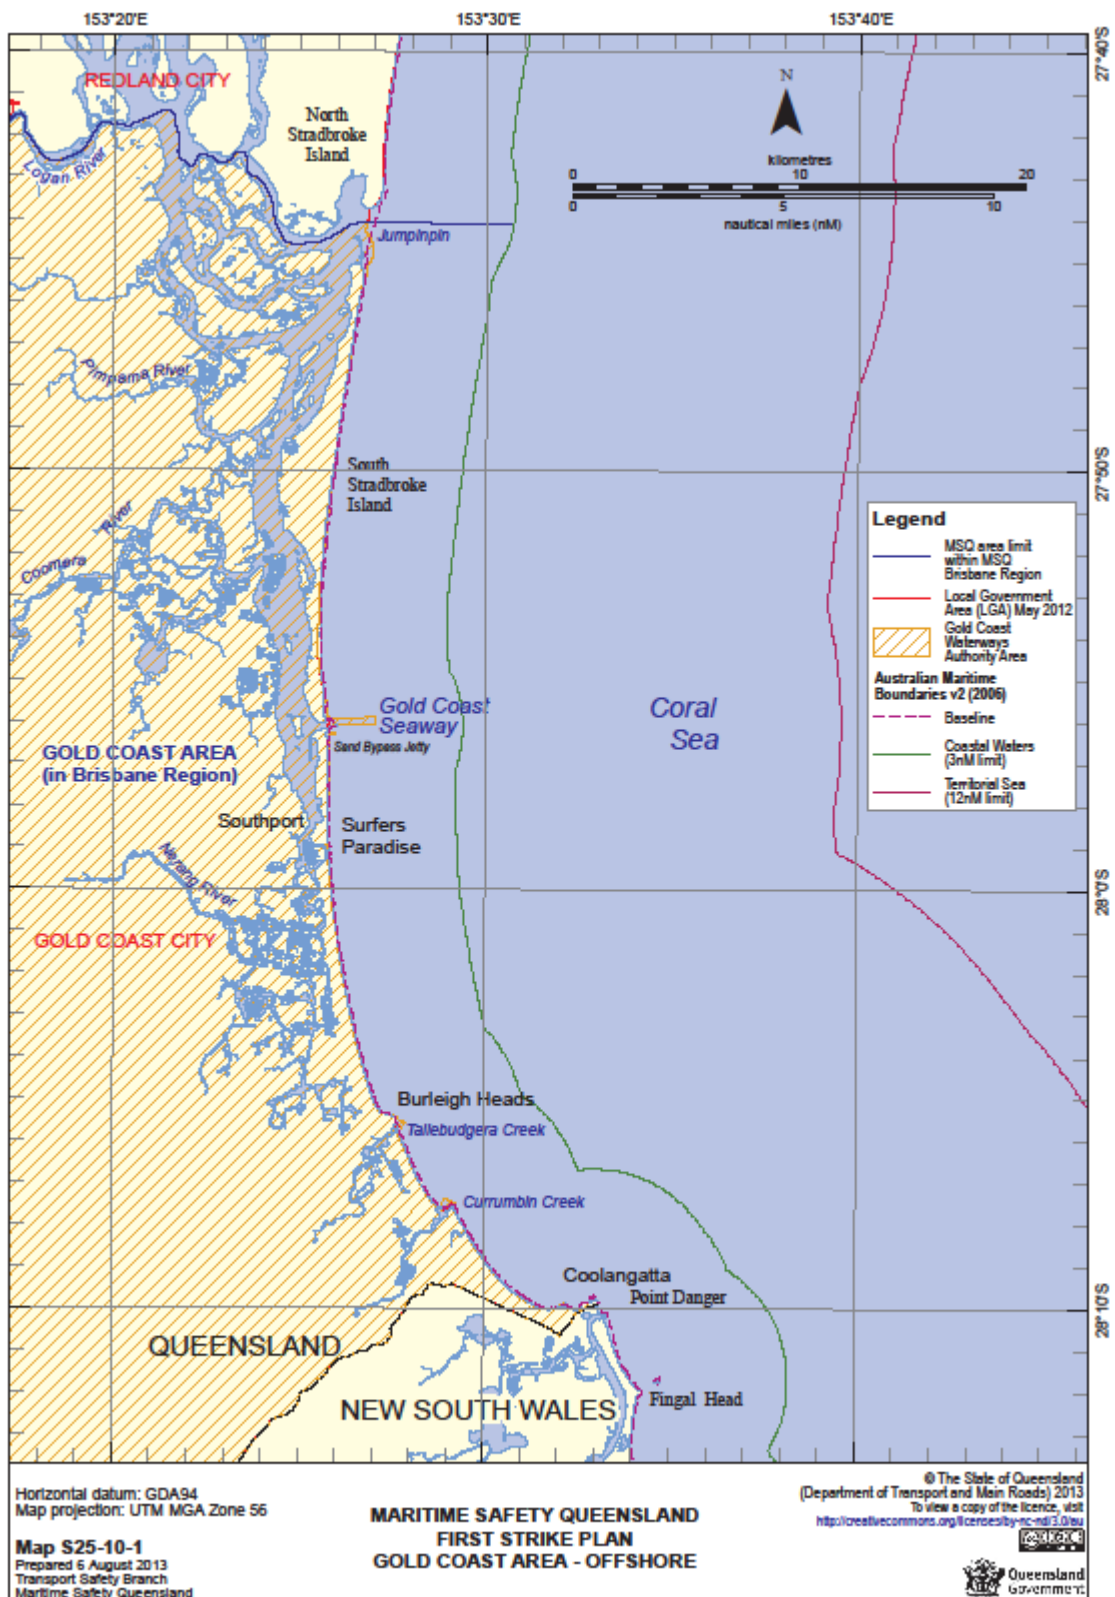 153°20'E
153°30'E
153°40'E
27°40'S
REDLAND CITY
North
Stradbroke
Island
Logan River
N
kilometres
0 10 20
0 5 10
nautical miles (nM)
Jumpinpin
Pimpama River
South
Stradbroke
Island
27°50'S
Coomera River
Legend
MSQ area limit
within MSQ
Brisbane Region
Local Government
Area (LGA) May 2012
Gold Coast
Waterways
Authority Area
Australian Maritime
Boundaries v2 (2006)
Baseline
Coastal Waters
(3nM limit)
Territorial Sea
(12nM limit)
Gold Coast
Seaway
Sand Bypass Jetty
Coral
Sea
GOLD COAST AREA
(in Brisbane Region)
Southport
Surfers
Paradise
Nerang River
28°0'S
GOLD COAST CITY
Burleigh Heads
Tallebudgera Creek
Currumbin Creek
Coolangatta
Point Danger
28°10'S
QUEENSLAND
NEW SOUTH WALES
Fingal Head
Horizontal datum: GDA94
Map projection: UTM MGA Zone 56
Map S25-10-1
Prepared 6 August 2013
Transport Safety Branch
Maritime Safety Queensland
MARITIME SAFETY QUEENSLAND
FIRST STRIKE PLAN
GOLD COAST AREA - OFFSHORE
© The State of Queensland
(Department of Transport and Main Roads) 2013
To view a copy of the licence, visit
http://creativecommons.org/licenses/by-nc-nd/3.0/au
Queensland
Government